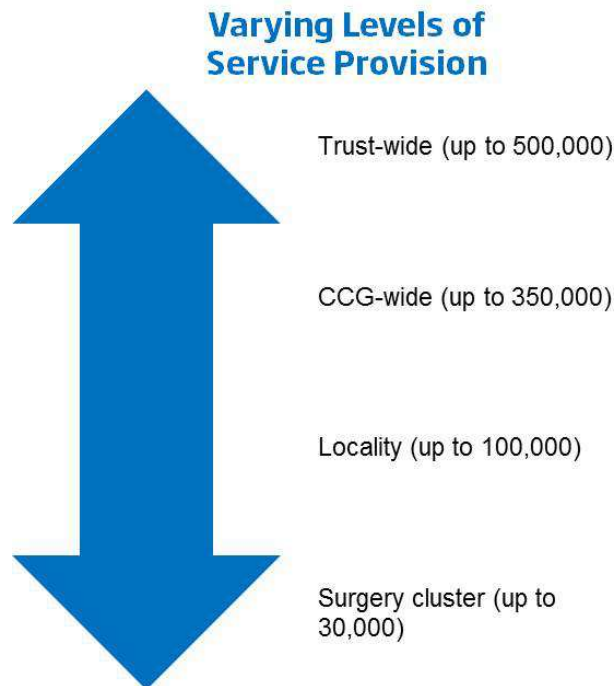 Varying Levels of
Service Provision
Trust-wide (up to 500,000)
CCG-wide (up to 350,000)
Locality (up to 100,000)
Surgery cluster (up to
30,000)